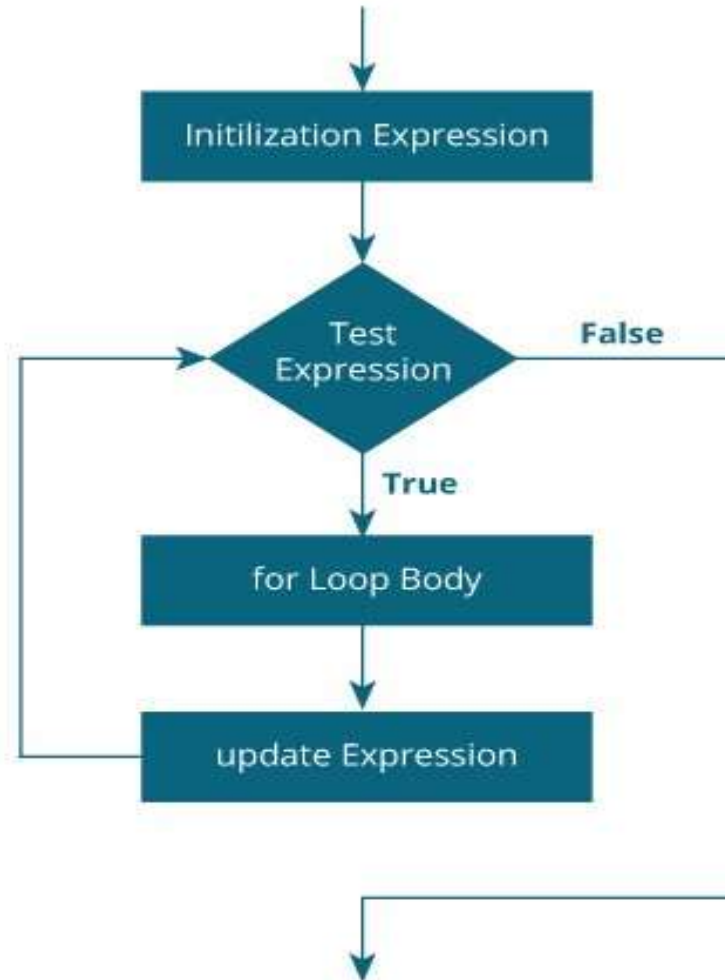 Initilization Expression
Test
Expression
False
True
for Loop Body
update Expression